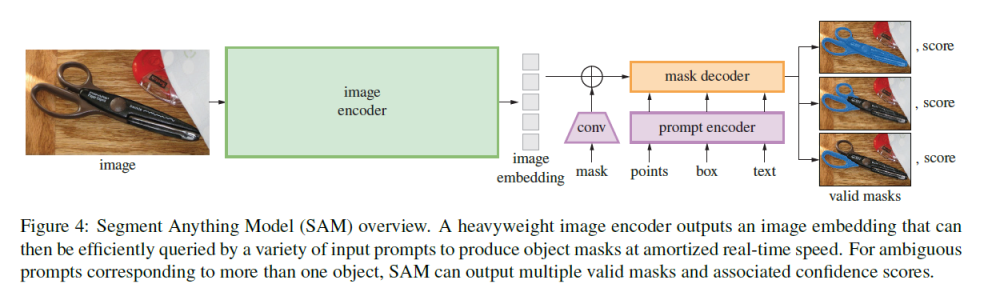 image
image
encoder
image
embedding
conv
mask
mask decoder
prompt encoder
points
box
text
, score
, score
, score
valid masks
Figure 4: Segment Anything Model (SAM) overview. A heavyweight image encoder outputs an image embedding that can
then be efficiently queried by a variety of input prompts to produce object masks at amortized real-time speed. For ambiguous
prompts corresponding to more than one object, SAM can output multiple valid masks and associated confidence scores.